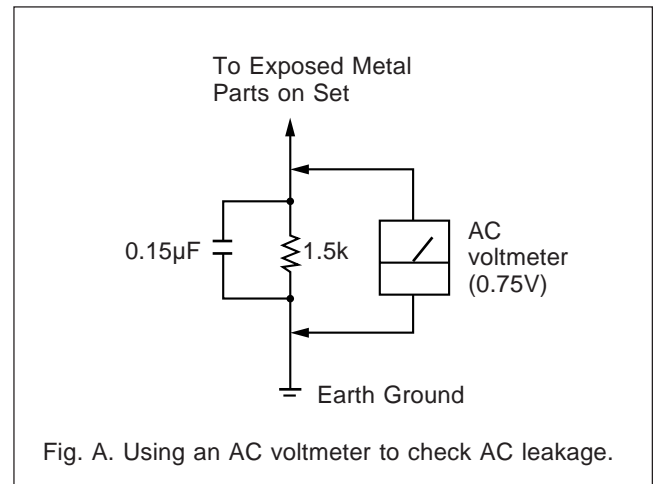 To Exposed Metal
Parts on Set
0.15µF
1.5k
AC
voltmeter
(0.75V)
Earth Ground
Fig. A. Using an AC voltmeter to check AC leakage.